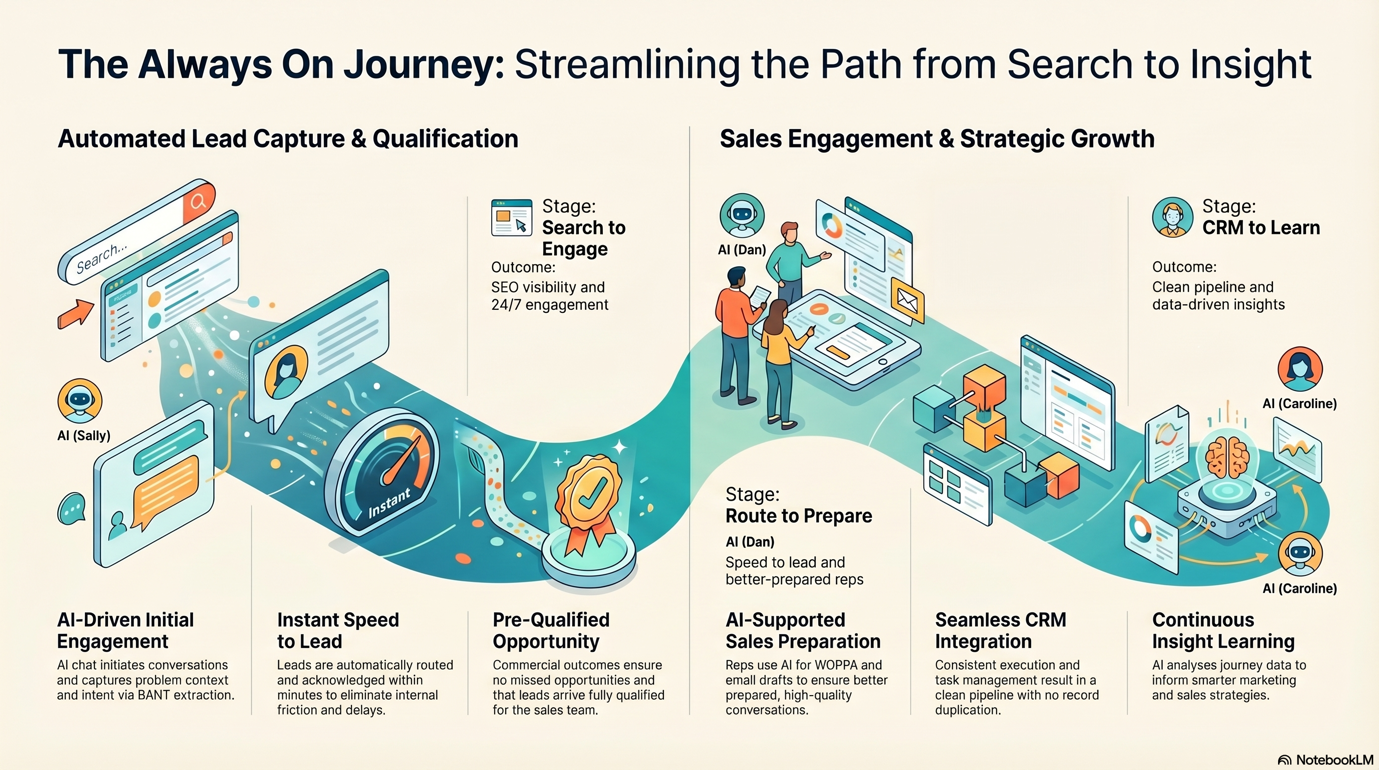 The Always On Journey: Streamlining the Path from Search to Insight
Automated Lead Capture & Qualification
Search...
AI (Sally)
Instant
Stage:
Search to
Engage
Outcome:
SEO visibility and
24/7 engagement
AI-Driven Initial
Engagement
AI chat initiates conversations
and captures problem context
and intent via BANT extraction.
Instant Speed
to Lead
Leads are automatically routed
and acknowledged within
minutes to eliminate internal
friction and delays.
Pre-Qualified
Opportunity
Commercial outcomes ensure
no missed opportunities and
that leads arrive fully qualified
for the sales team.
Sales Engagement & Strategic Growth
AI (Dan)
Stage:
CRM to Learn
Outcome:
Clean pipeline and
data-driven insights
AI (Caroline)
AI (Caroline)
Stage:
Route to Prepare
AI (Dan)
Speed to lead and
better-prepared reps
AI-Supported
Sales Preparation
Reps use AI for WOPPA and
email drafts to ensure better
prepared, high-quality
conversations.
Seamless CRM
Integration
Consistent execution and
task management result in a
clean pipeline with no record
duplication.
Continuous
Insight Learning
AI analyses journey data to
inform smarter marketing
and sales strategies.
NotebookLM